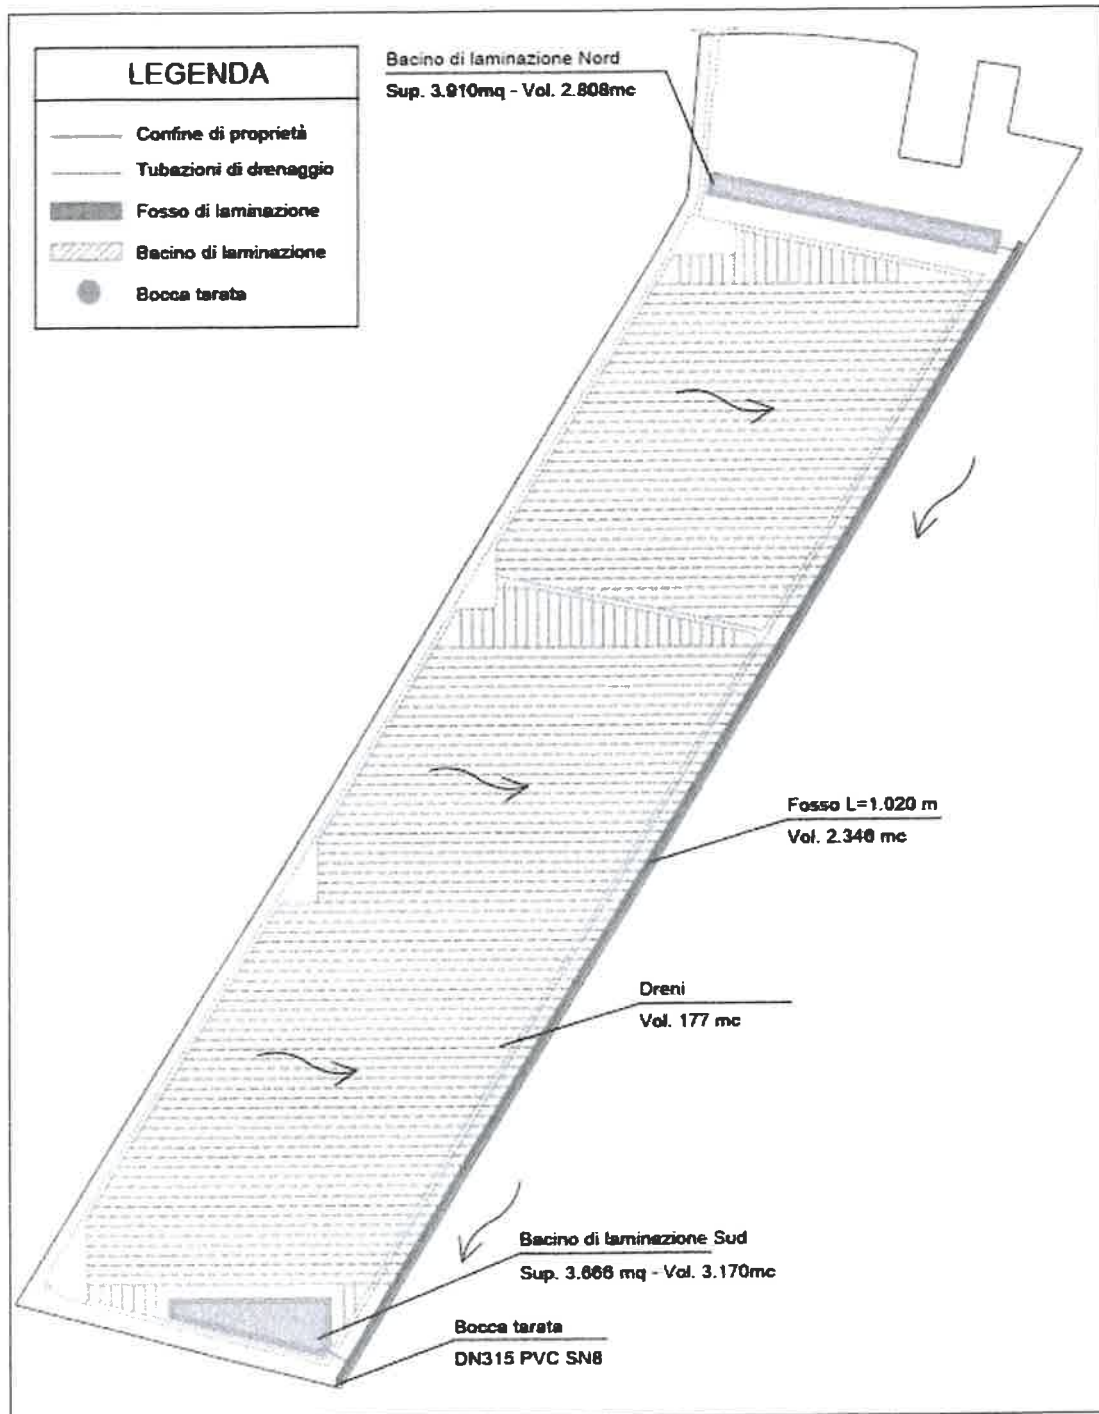 LEGENDA
Confine di proprietà
Tubazioni di drenaggio
Fosso di laminazione
Bacino di laminazione
Bocca tarata
Bacino di laminazione Nord
Sup. 3.910mq - Vol. 2.808mc
Fosso L=1.020 m
Vol. 2.346 mc
Dreni
Vol. 177 mc
Bacino di laminazione Sud
Sup. 3.666 mq - Vol. 3.170mc
Bocca tarata
DN315 PVC SN8